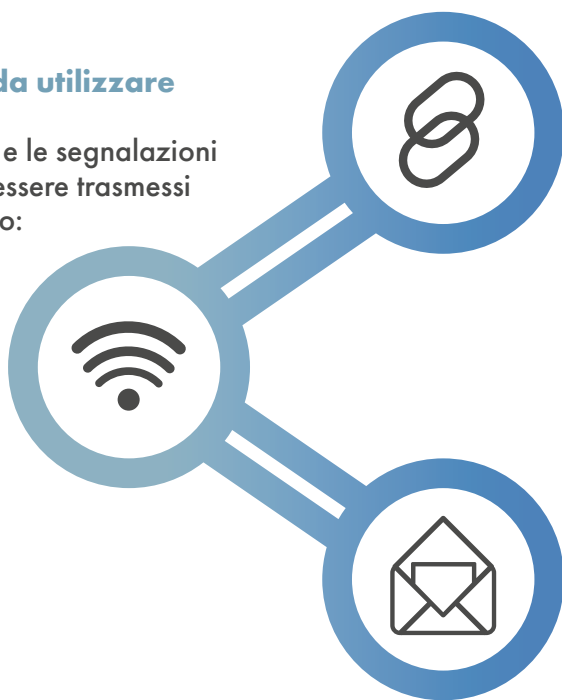 da utilizzare
e le segnalazioni
essere trasmessi
o: